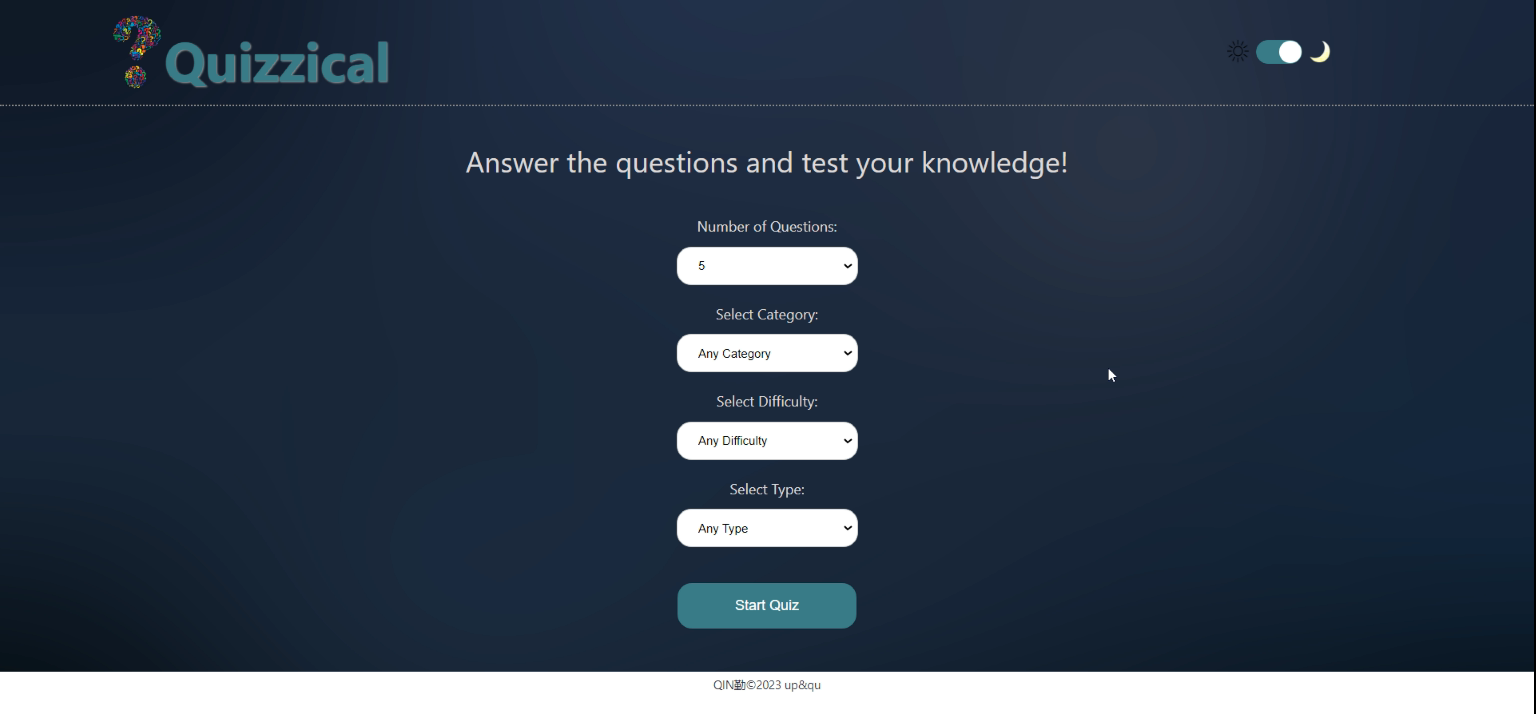 Quizzical
Answer the questions and test your knowledge!
Number of Questions:
5
Select Category:
Any Category
Select Difficulty:
Any Difficulty
Select Type:
Any Type
Start Quiz
QIN勤©2023 up&qu